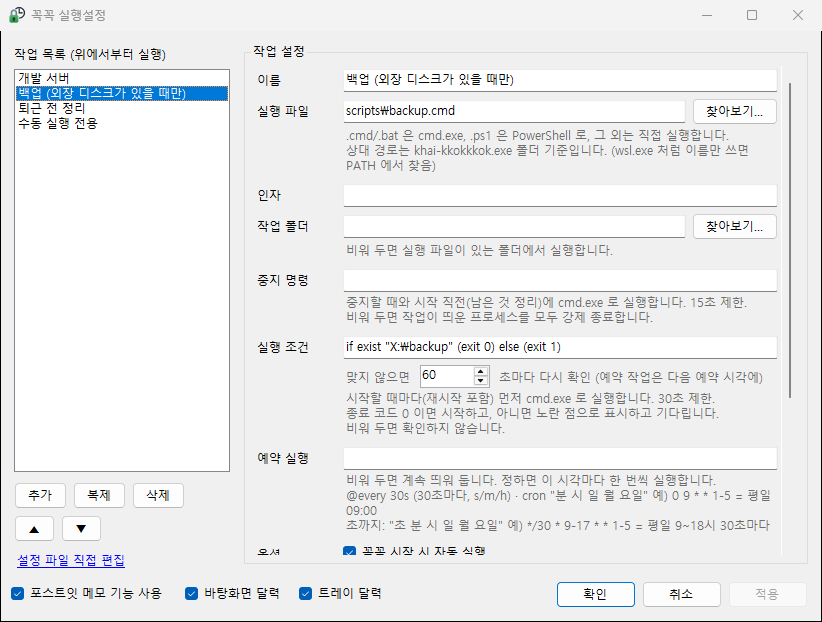 꼭꼭 실행설정
작업 목록 (위에서부터 실행)
개발 서버
백업 (외장 디스크가 있을 때만)
퇴근 전 정리
수동 실행 전용
추가
복제
삭제
▲
▼
설정 파일 직접 편집
작업 설정
이름
백업 (외장 디스크가 있을 때만)
실행 파일
scripts\backup.cmd
찾아보기...
.cmd/.bat 은 cmd.exe, .ps1 은 PowerShell 로, 그 외는 직접 실행합니다.
상대 경로는 khai-kkokkkok.exe 폴더 기준입니다. (wsl.exe 처럼 이름만 쓰면
PATH 에서 찾음)
인자
작업 폴더
찾아보기...
비워 두면 실행 파일이 있는 폴더에서 실행합니다.
중지 명령
중지할 때와 시작 직전(남은 것 정리)에 cmd.exe 로 실행합니다. 15초 제한.
비워 두면 작업이 띄운 프로세스를 모두 강제 종료합니다.
실행 조건
if exist "X:\backup" (exit 0) else (exit 1)
맞지 않으면 60 초마다 다시 확인 (예약 작업은 다음 예약 시각에)
시작할 때마다(재시작 포함) 먼저 cmd.exe 로 실행합니다. 30초 제한.
종료 코드 0 이면 시작하고, 아니면 노란 점으로 표시하고 기다립니다.
비워 두면 확인하지 않습니다.
예약 실행
비워 두면 계속 띄워 둡니다. 정하면 이 시각마다 한 번씩 실행합니다.
@every 30s (30초마다, s/m/h) · cron "분 시 일 월 요일" 예) 0 9 * * 1-5 = 평일
09:00
초까지: "초 분 시 일 월 요일" 예) */30 * 9-17 * * 1-5 = 평일 9~18시 30초마다
옵션
꼭꼭 시작 시 자동 실행
포스트잇 메모 기능 사용
바탕화면 달력
트레이 달력
확인
취소
적용